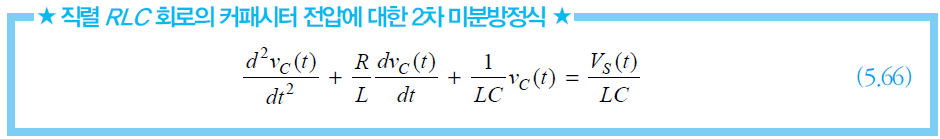 ★ 직렬 RLC 회로의 커패시터 전압에 대한 2차 미분방정식 ★
d²v_C(t)/dt² + R/L dv_C(t)/dt + 1/LC v_C(t) = V_S(t)/LC (5.66)